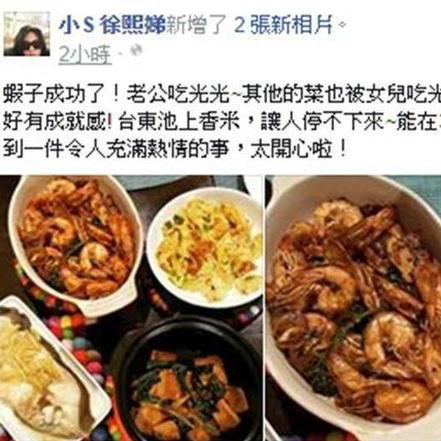 小S徐熙娣新增了 2 張新相片。
2小時 ·
蝦子成功了！老公吃光光~其他的菜也被女兒吃光
好有成就感！台東池上香米，讓人停不下來~能在
到一件令人充滿熱情的事，太開心啦！